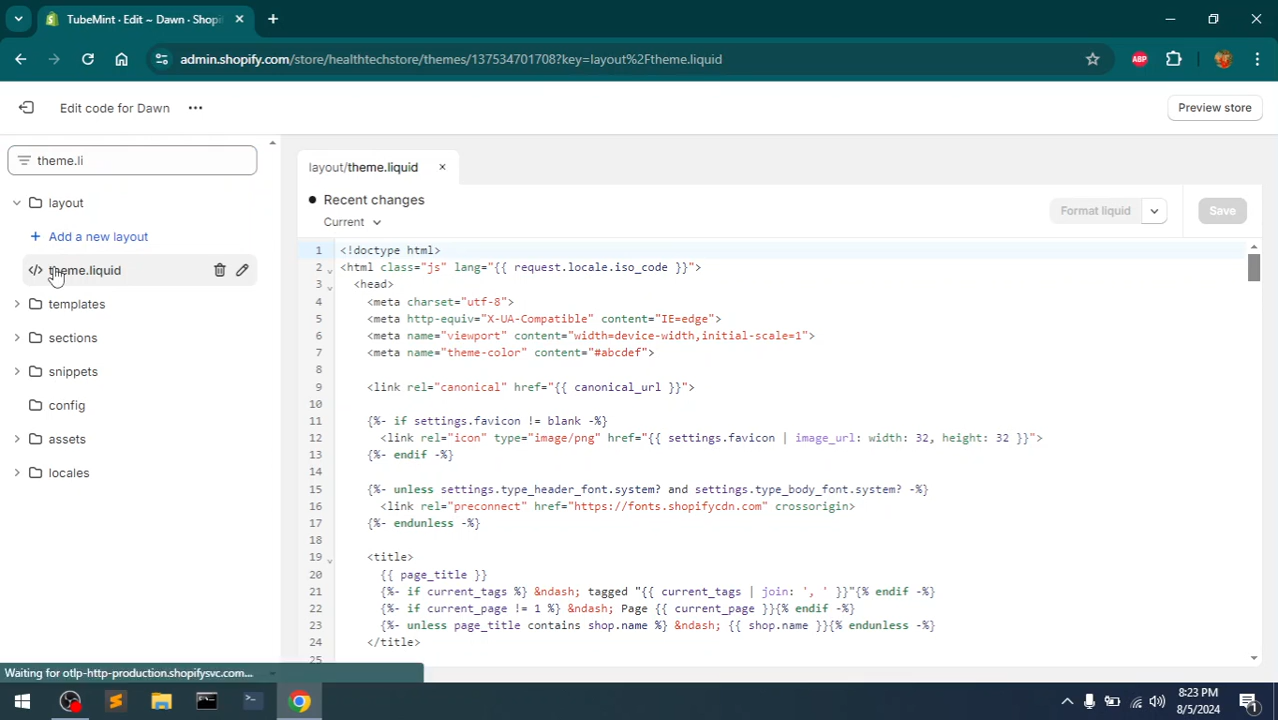 TubeMint · Edit ~ Dawn · Shopi
admin.shopify.com/store/healthtechstore/themes/137534701708?key=layout%2Ftheme.liquid
ABP
Edit code for Dawn
Preview store
theme.li
layout
Add a new layout
theme.liquid
templates
sections
snippets
config
assets
locales
layout/theme.liquid
Recent changes
Current
Format liquid
Save
1 <!doctype html>
2 <html class="js" lang="{{ request.locale.iso_code }}">
3 <head>
4 <meta charset="utf-8">
5 <meta http-equiv="X-UA-Compatible" content="IE=edge">
6 <meta name="viewport" content="width=device-width,initial-scale=1">
7 <meta name="theme-color" content="#abcdef">
8
9 <link rel="canonical" href="{{ canonical_url }}">
10
11 {%- if settings.favicon != blank -%}
12 <link rel="icon" type="image/png" href="{{ settings.favicon | image_url: width: 32, height: 32 }}">
13 {%- endif -%}
14
15 {%- unless settings.type_header_font.system? and settings.type_body_font.system? -%}
16 <link rel="preconnect" href="https://fonts.shopifycdn.com" crossorigin>
17 {%- endunless -%}
18
19 <title>
20 {{ page_title }}
21 {%- if current_tags %} &ndash; tagged "{{ current_tags | join: ', ' }}"{% endif -%}
22 {%- if current_page != 1 %} &ndash; Page {{ current_page }}{% endif -%}
23 {%- unless page_title contains shop.name %} &ndash; {{ shop.name }}{% endunless -%}
24 </title>
25
Waiting for otlp-http-production.shopifysvc.com...
8:23 PM
8/5/2024
1